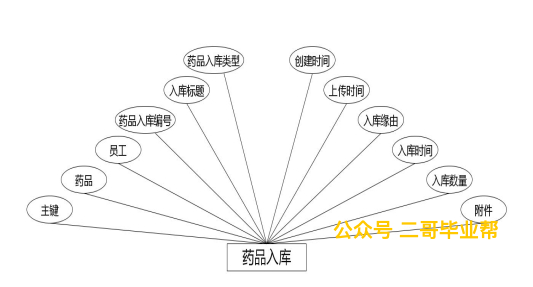 药品入库类型
创建时间
入库标题
上传时间
药品入库编号
入库缘由
员工
入库时间
药品
入库数量
主键
附件
公众号 二哥毕业帮
药品入库